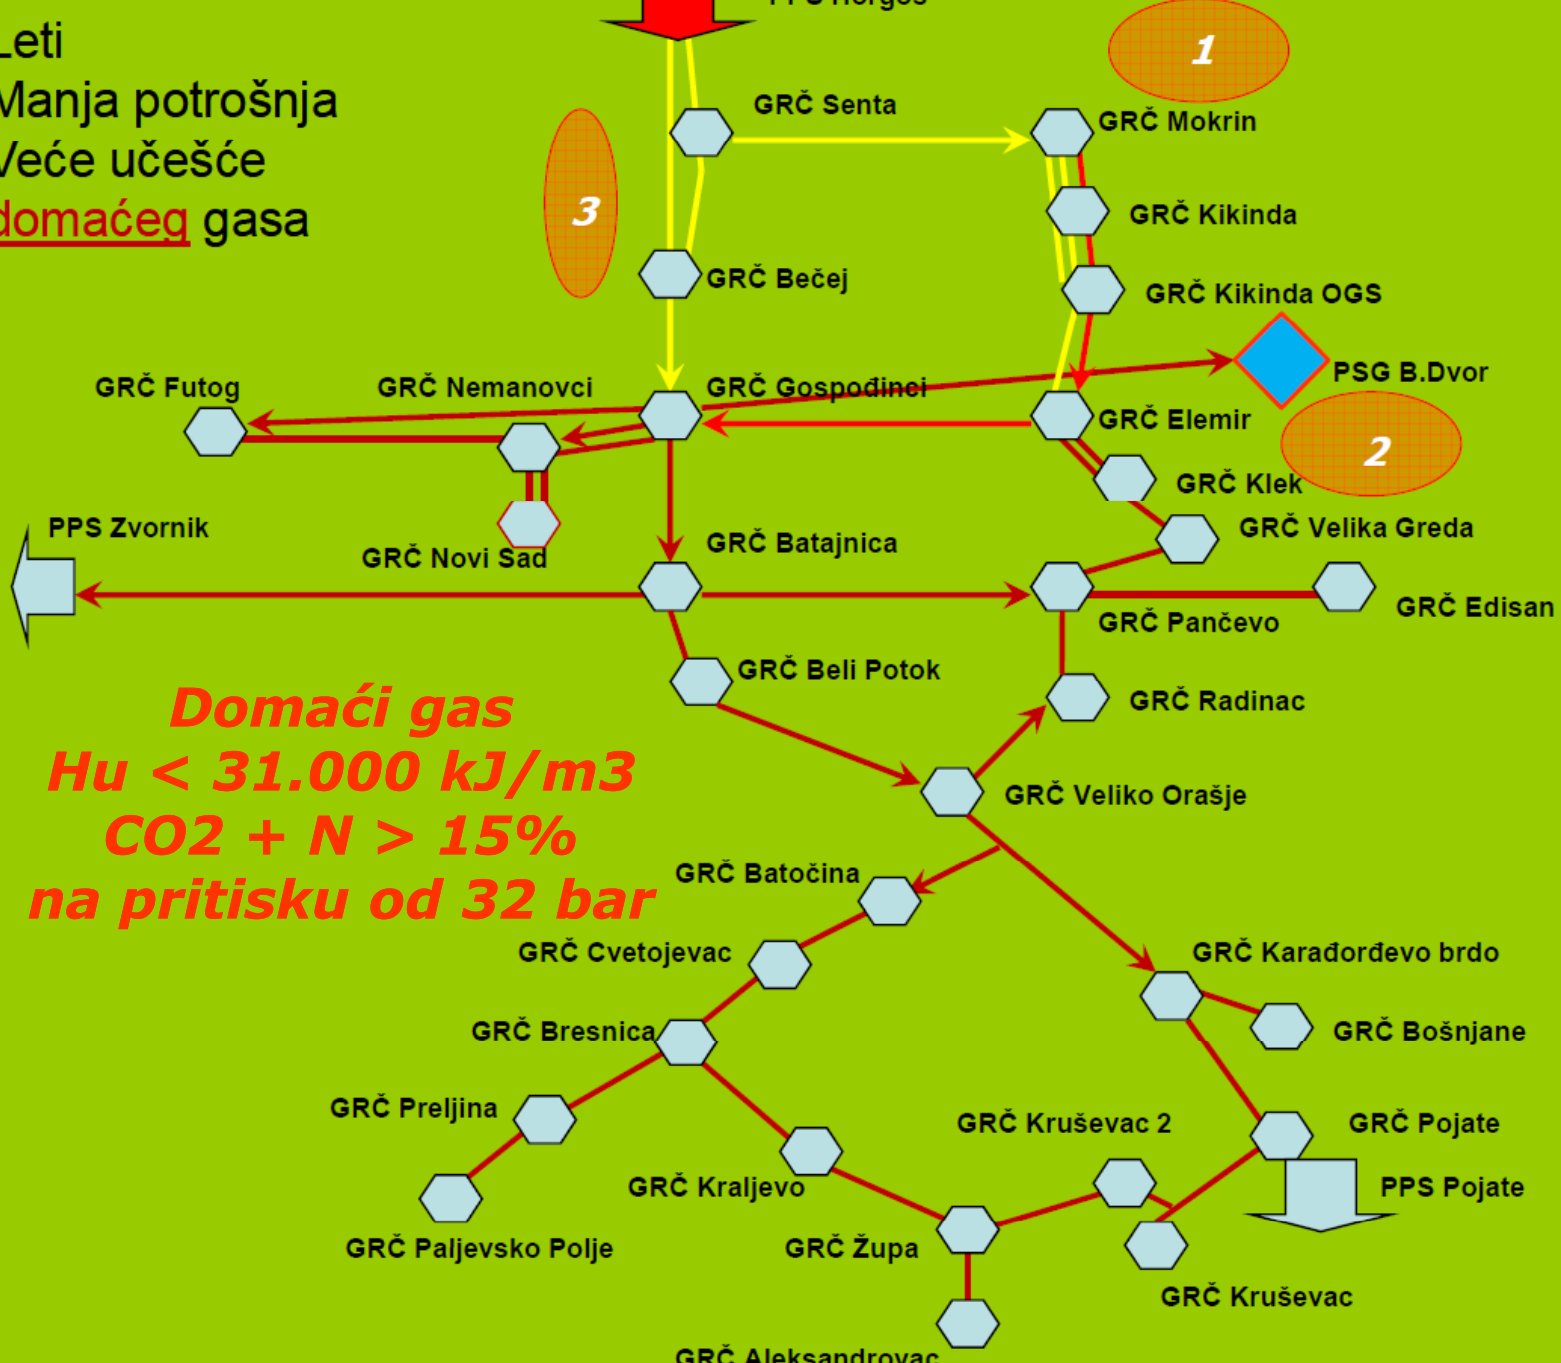 Leti
Manja potrošnja
Veće učešće
domaćeg gasa
PPS Horgoš
1
GRČ Senta
GRČ Mokrin
3
GRČ Kikinda
GRČ Bečej
GRČ Kikinda OGS
GRČ Futog
GRČ Nemanovci
GRČ Gospođinci
PSG B.Dvor
GRČ Elemir
2
GRČ Klek
PPS Zvornik
GRČ Novi Sad
GRČ Batajnica
GRČ Velika Greda
GRČ Pančevo
GRČ Edisan
GRČ Beli Potok
GRČ Radinac
Domaći gas
Hu < 31.000 kJ/m3
CO2 + N > 15%
na pritisku od 32 bar
GRČ Veliko Orašje
GRČ Batočina
GRČ Cvetojevac
GRČ Karađorđevo brdo
GRČ Bresnica
GRČ Bošnjane
GRČ Preljina
GRČ Kruševac 2
GRČ Pojate
GRČ Kraljevo
PPS Pojate
GRČ Paljevsko Polje
GRČ Župa
GRČ Kruševac
GRČ Aleksandrovac